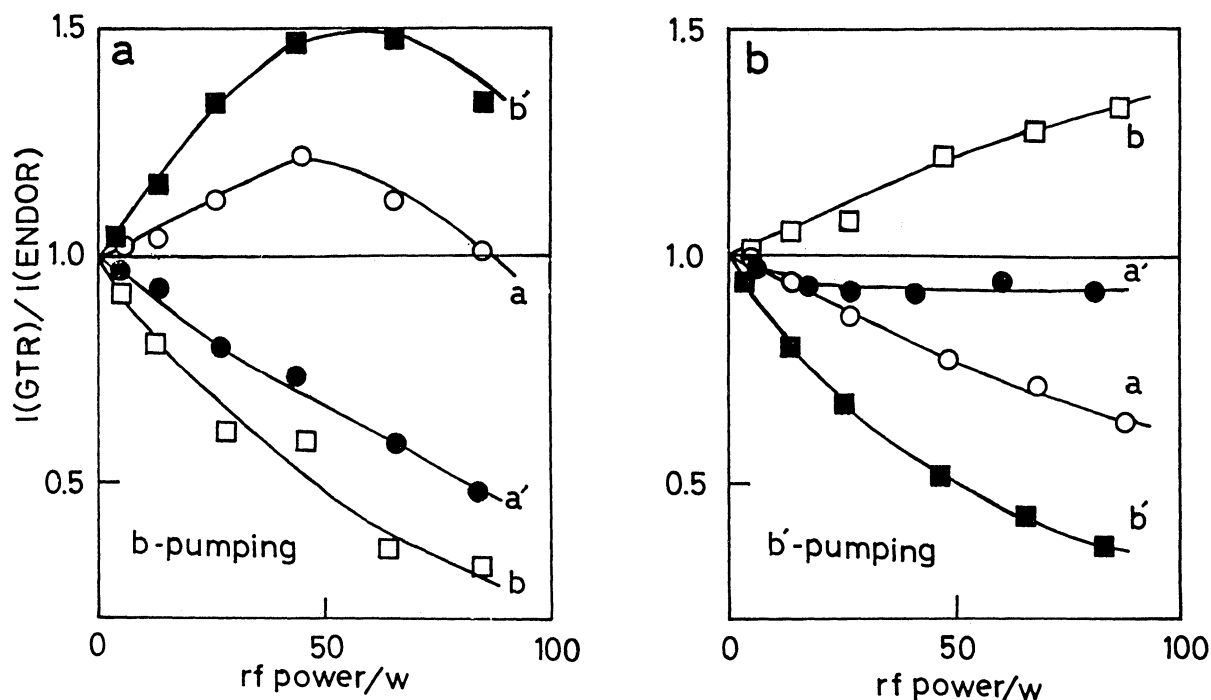 I(GTR)/I(ENDOR)
1.5
1.0
0.5
a
b′
a
a′
b
b-pumping
0
50
100
rf power/w
1.5
1.0
0.5
b
b
a′
a
b′
b′-pumping
0
50
100
rf power/w